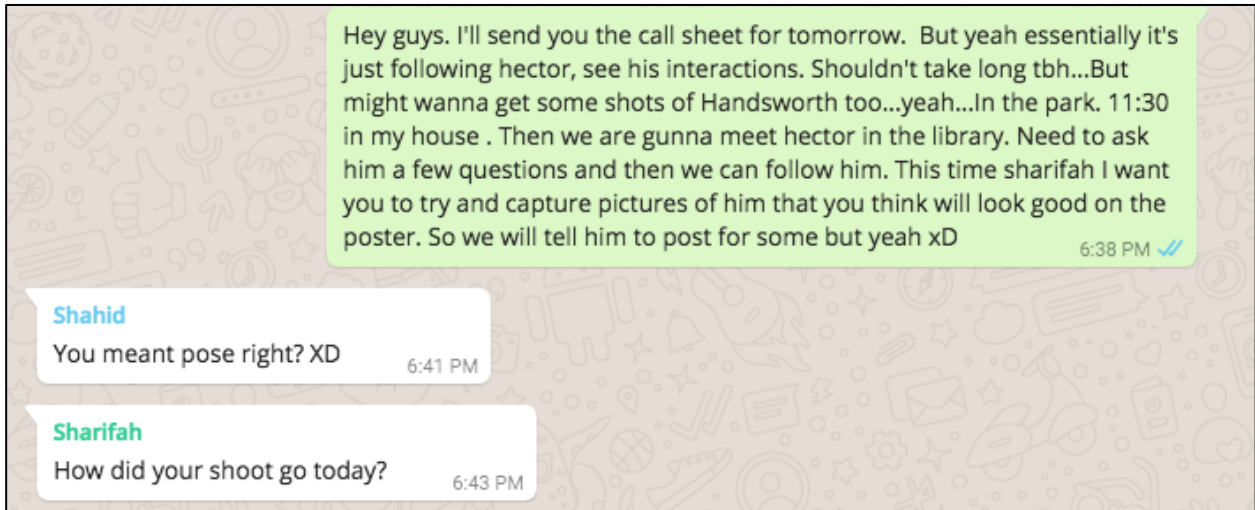 Hey guys. I'll send you the call sheet for tomorrow.  But yeah essentially it's
just following hector, see his interactions. Shouldn't take long tbh...But
might wanna get some shots of Handsworth too...yeah...In the park. 11:30
in my house . Then we are gunna meet hector in the library. Need to ask
him a few questions and then we can follow him. This time sharifah I want
you to try and capture pictures of him that you think will look good on the
poster. So we will tell him to post for some but yeah xD
6:38 PM
Shahid
You meant pose right? XD
6:41 PM
Sharifah
How did your shoot go today?
6:43 PM